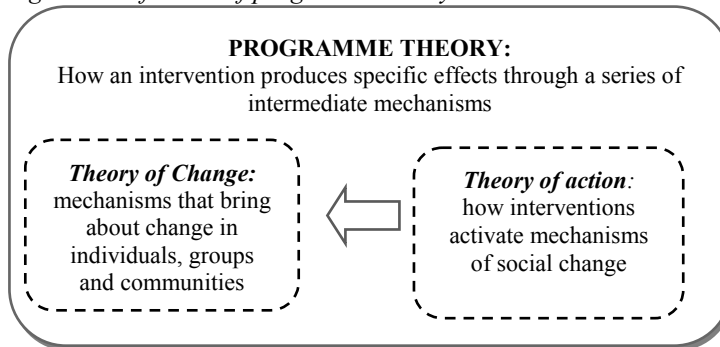 PROGRAMME THEORY:
How an intervention produces specific effects through a series of
intermediate mechanisms
Theory of Change:
mechanisms that bring
about change in
individuals, groups
and communities
Theory of action:
how interventions
activate mechanisms
of social change